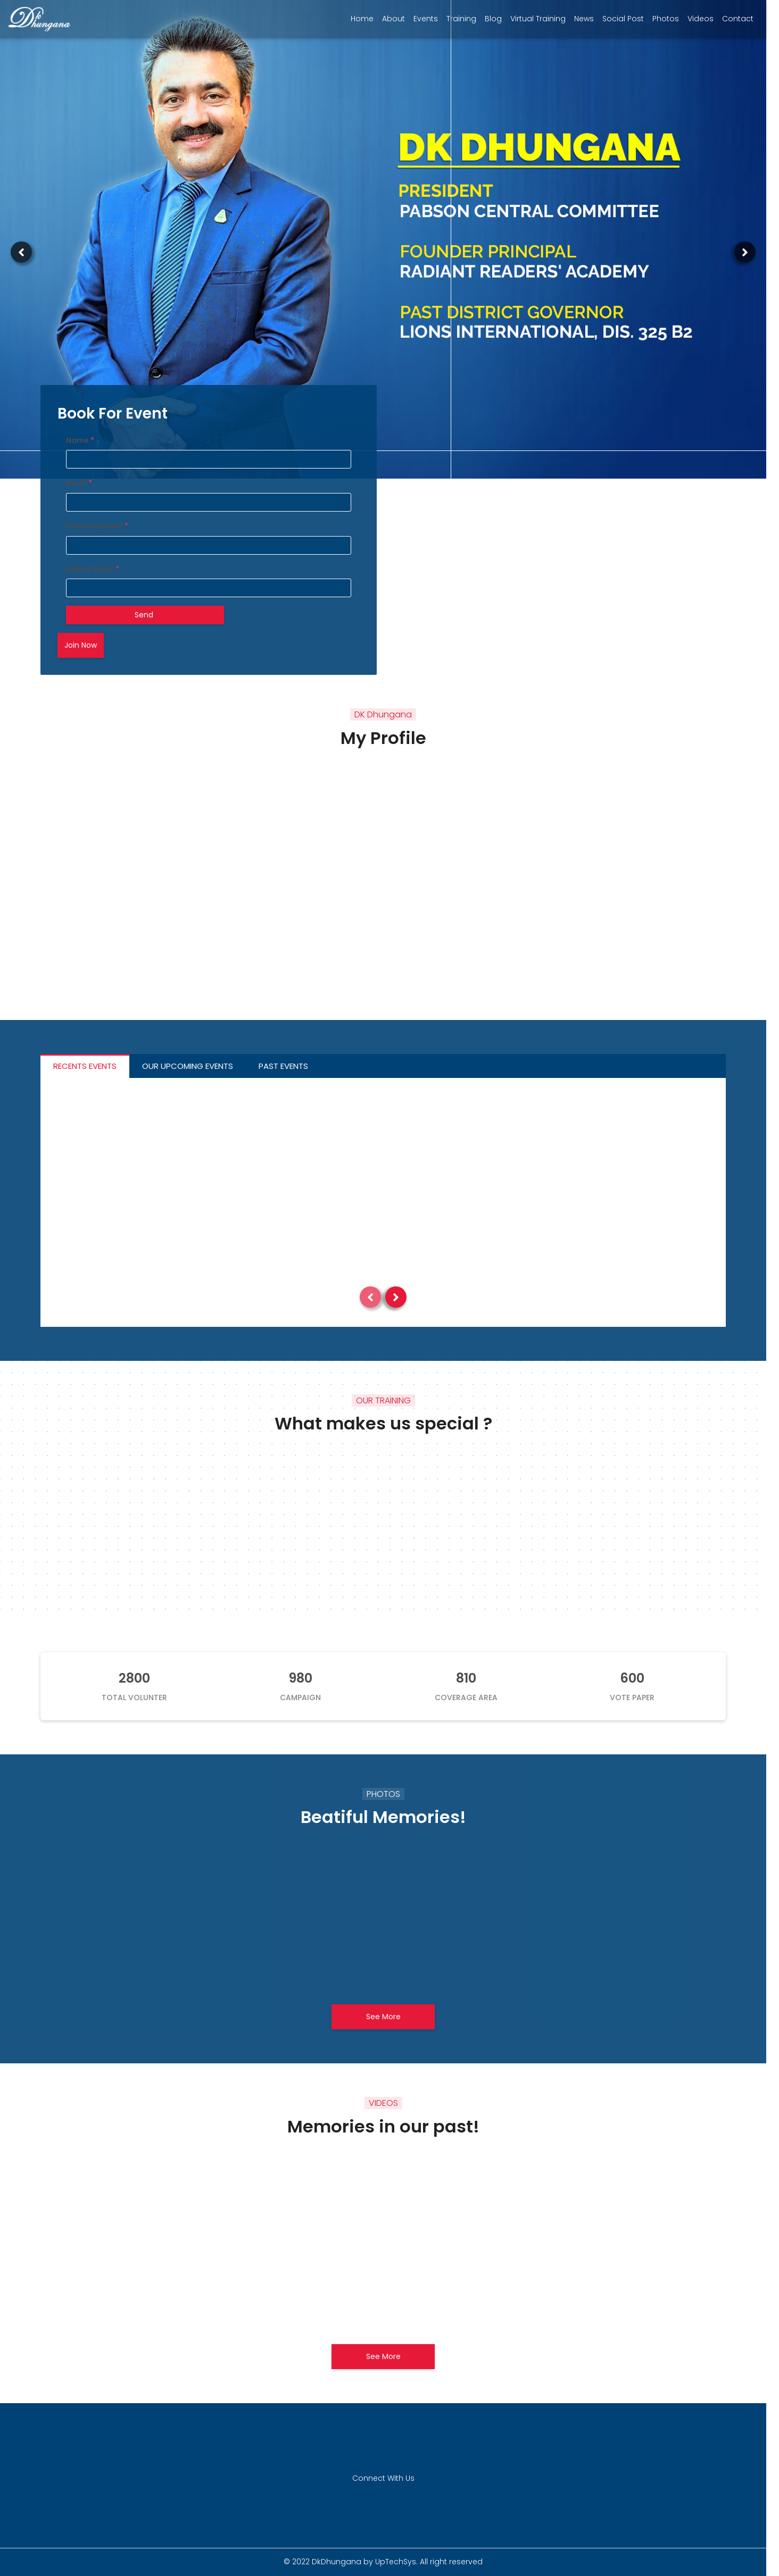 Dk
Dhungana
Home About Events Training Blog Virtual Training News Social Post Photos Videos Contact
DK DHUNGANA
PRESIDENT
PABSON CENTRAL COMMITTEE
FOUNDER PRINCIPAL
RADIANT READERS' ACADEMY
PAST DISTRICT GOVERNOR
LIONS INTERNATIONAL, DIS. 325 B2
Book For Event
Name *
*
*
*
Send
Join Now
DK Dhungana
My Profile
RECENTS EVENTS OUR UPCOMING EVENTS PAST EVENTS
OUR TRAINING
What makes us special ?
2800 980 810 600
TOTAL VOLUNTER CAMPAIGN COVERAGE AREA VOTE PAPER
PHOTOS
Beatiful Memories!
See More
VIDEOS
Memories in our past!
See More
Connect With Us
© 2022 DkDhungana by UpTechSys. All right reserved